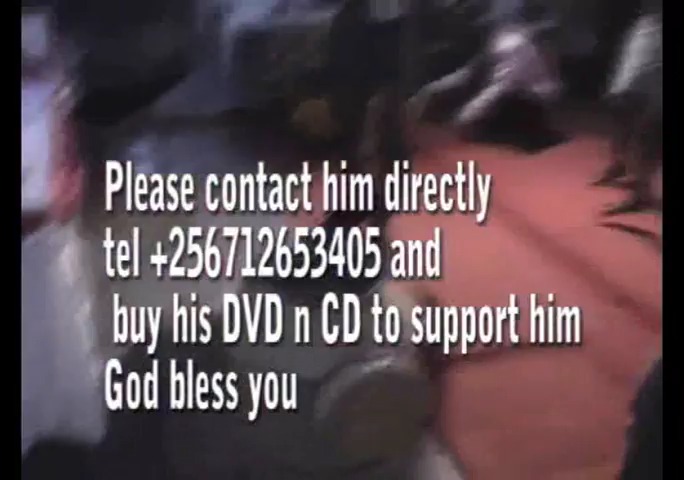 Please contact him directly
tel +256712653405 and
buy his DVD n CD to support him
God bless you